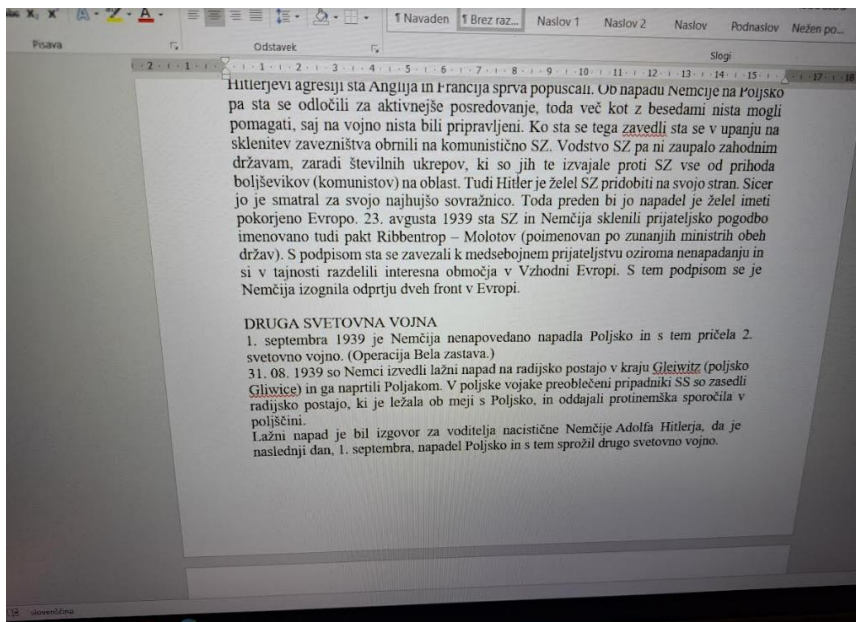 ¶ Navaden
¶ Brez raz...
Naslov 1
Naslov 2
Naslov
Podnaslov
Nežen po...
Pisava
Odstavek
Slogi
Hitlerjevi agresiji sta Anglija in Francija sprva popuščali. Ob napadu Nemčije na Poljsko
pa sta se odločili za aktivnejše posredovanje, toda več kot z besedami nista mogli
pomagati, saj na vojno nista bili pripravljeni. Ko sta se tega zavedli sta se v upanju na
sklenitev zavezništva obrnili na komunistično SZ. Vodstvo SZ pa ni zaupalo zahodnim
državam, zaradi številnih ukrepov, ki so jih te izvajale proti SZ vse od prihoda
boljševikov (komunistov) na oblast. Tudi Hitler je želel SZ pridobiti na svojo stran. Sicer
jo je smatral za svojo najhujšo sovražnico. Toda preden bi jo napadel je želel imeti
pokorjeno Evropo. 23. avgusta 1939 sta SZ in Nemčija sklenili prijateljsko pogodbo
imenovano tudi pakt Ribbentrop – Molotov (poimenovan po zunanjih ministrih obeh
držav). S podpisom sta se zavezali k medsebojnem prijateljstvu oziroma nenapadanju in
si v tajnosti razdelili interesna območja v Vzhodni Evropi. S tem podpisom se je
Nemčija izognila odprtju dveh front v Evropi.
DRUGA SVETOVNA VOJNA
1. septembra 1939 je Nemčija nenapovedano napadla Poljsko in s tem pričela 2.
svetovno vojno. (Operacija Bela zastava.)
31. 08. 1939 so Nemci izvedli lažni napad na radijsko postajo v kraju Gleiwitz (poljsko
Gliwice) in ga naprtili Poljakom. V poljske vojake preoblečeni pripadniki SS so zasedli
radijsko postajo, ki je ležala ob meji s Poljsko, in oddajali protinemška sporočila v
poljščini.
Lažni napad je bil izgovor za voditelja nacistične Nemčije Adolfa Hitlerja, da je
naslednji dan, 1. septembra, napadel Poljsko in s tem sprožil drugo svetovno vojno.
slovenščina